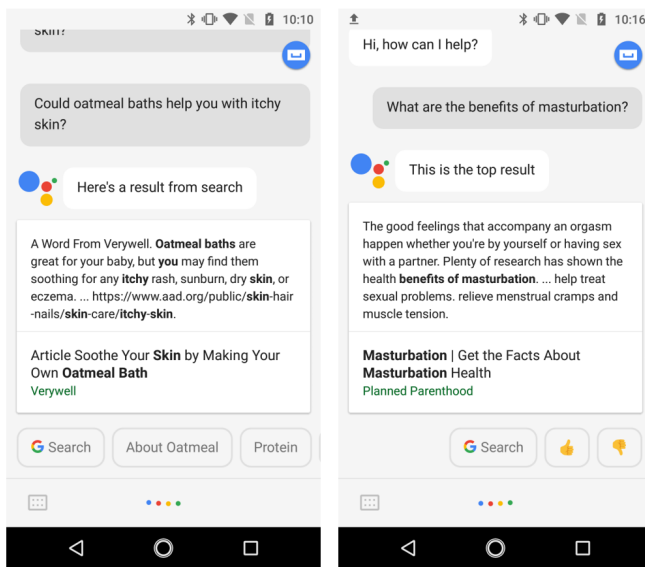 10:10
skin?
Could oatmeal baths help you with itchy
skin?
Here's a result from search
A Word From Verywell. Oatmeal baths are
great for your baby, but you may find them
soothing for any itchy rash, sunburn, dry skin, or
eczema. ... https://www.aad.org/public/skin-hair
-nails/skin-care/itchy-skin.
Article Soothe Your Skin by Making Your
Own Oatmeal Bath
Verywell
G Search
About Oatmeal
Protein
10:16
Hi, how can I help?
What are the benefits of masturbation?
This is the top result
The good feelings that accompany an orgasm
happen whether you're by yourself or having sex
with a partner. Plenty of research has shown the
health benefits of masturbation. ... help treat
sexual problems. relieve menstrual cramps and
muscle tension.
Masturbation | Get the Facts About
Masturbation Health
Planned Parenthood
G Search